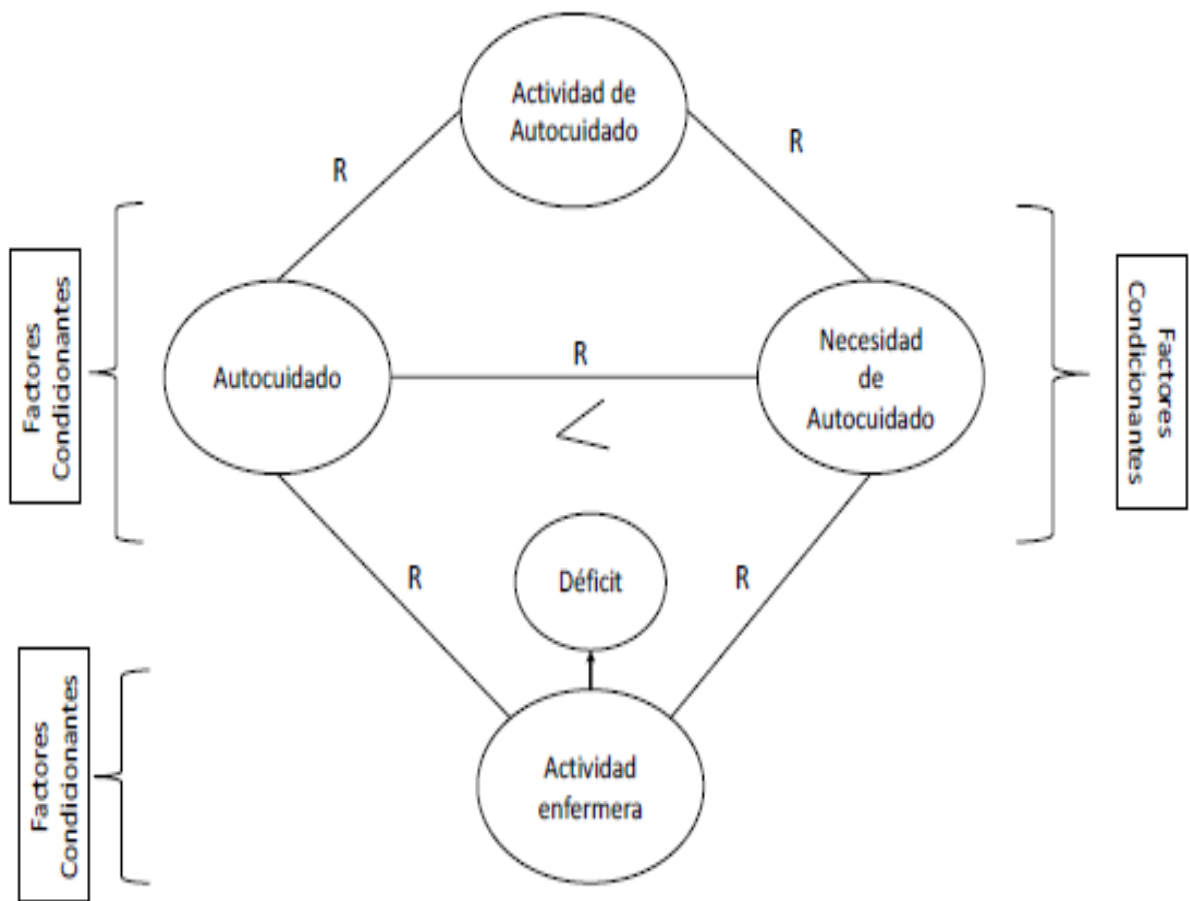 Actividad de
Autocuidado
R
R
Factores
Condicionantes
Autocuidado
R
Necesidad
de
Autocuidado
Factores
Condicionantes
<
R
Déficit
R
Factores
Condicionantes
Actividad
enfermera